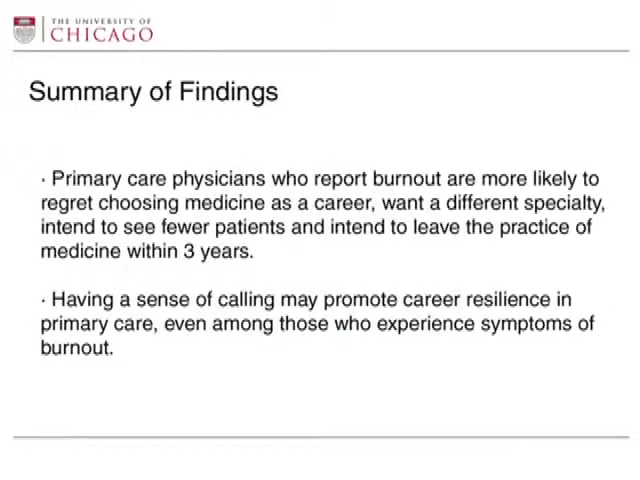 THE UNIVERSITY OF
CHICAGO
Summary of Findings
· Primary care physicians who report burnout are more likely to
regret choosing medicine as a career, want a different specialty,
intend to see fewer patients and intend to leave the practice of
medicine within 3 years.
· Having a sense of calling may promote career resilience in
primary care, even among those who experience symptoms of
burnout.